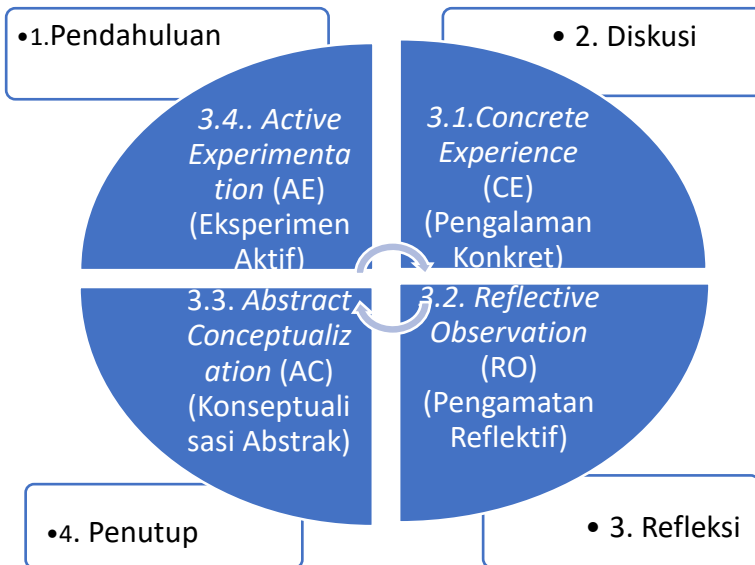 •1.Pendahuluan
• 2. Diskusi
3.4.. Active
Experimenta
tion (AE)
(Eksperimen
Aktif)
3.1.Concrete
Experience
(CE)
(Pengalaman
Konkret)
3.3. Abstract
Conceptualiz
ation (AC)
(Konseptuali
sasi Abstrak)
3.2. Reflective
Observation
(RO)
(Pengamatan
Reflektif)
•4. Penutup
• 3. Refleksi